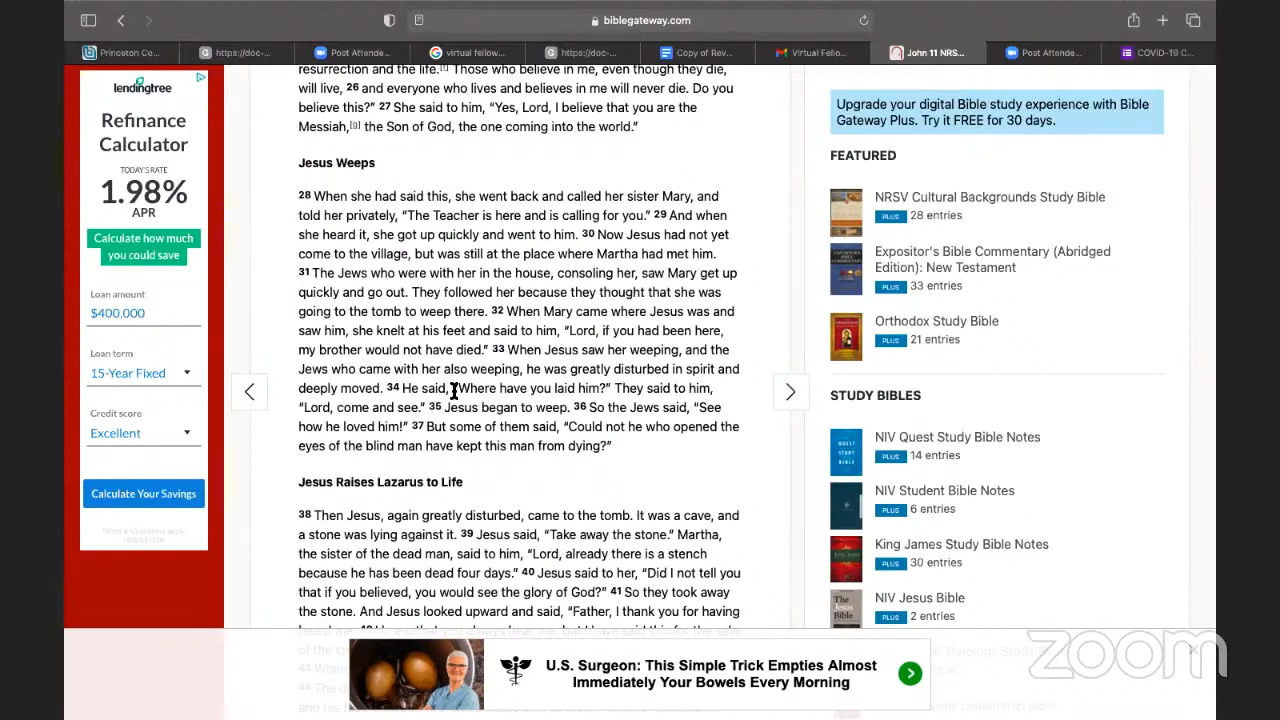 biblegateway.com
Princeton Co...
https://doc-
Post Attende...
virtual fellow...
https://doc-
Copy of Rev...
Virtual Fello...
John 11 NRS...
Post Attende...
COVID-19 C...
lendingtree
Refinance
Calculator
TODAY'S RATE
1.98%
APR
Calculate how much
you could save
Loan amount
$400,000
Loan term
15-Year Fixed
Credit score
Excellent
Calculate Your Savings
resurrection and the life. Those who believe in me, even though they die,
will live, 26 and everyone who lives and believes in me will never die. Do you
believe this?” 27 She said to him, “Yes, Lord, I believe that you are the
Messiah,[g] the Son of God, the one coming into the world.”
Jesus Weeps
28 When she had said this, she went back and called her sister Mary, and
told her privately, “The Teacher is here and is calling for you.” 29 And when
she heard it, she got up quickly and went to him. 30 Now Jesus had not yet
come to the village, but was still at the place where Martha had met him.
31 The Jews who were with her in the house, consoling her, saw Mary get up
quickly and go out. They followed her because they thought that she was
going to the tomb to weep there. 32 When Mary came where Jesus was and
saw him, she knelt at his feet and said to him, “Lord, if you had been here,
my brother would not have died.” 33 When Jesus saw her weeping, and the
Jews who came with her also weeping, he was greatly disturbed in spirit and
deeply moved. 34 He said, “Where have you laid him?” They said to him,
“Lord, come and see.” 35 Jesus began to weep. 36 So the Jews said, “See
how he loved him!” 37 But some of them said, “Could not he who opened the
eyes of the blind man have kept this man from dying?”
Jesus Raises Lazarus to Life
38 Then Jesus, again greatly disturbed, came to the tomb. It was a cave, and
a stone was lying against it. 39 Jesus said, “Take away the stone.” Martha,
the sister of the dead man, said to him, “Lord, already there is a stench
because he has been dead four days.” 40 Jesus said to her, “Did I not tell you
that if you believed, you would see the glory of God?” 41 So they took away
the stone. And Jesus looked upward and said, “Father, I thank you for having
Upgrade your digital Bible study experience with Bible
Gateway Plus. Try it FREE for 30 days.
FEATURED
NRSV Cultural Backgrounds Study Bible
PLUS 28 entries
Expositor's Bible Commentary (Abridged
Edition): New Testament
PLUS 33 entries
Orthodox Study Bible
PLUS 21 entries
STUDY BIBLES
NIV Quest Study Bible Notes
PLUS 14 entries
NIV Student Bible Notes
PLUS 6 entries
King James Study Bible Notes
PLUS 30 entries
NIV Jesus Bible
PLUS 2 entries
U.S. Surgeon: This Simple Trick Empties Almost
Immediately Your Bowels Every Morning
zoom